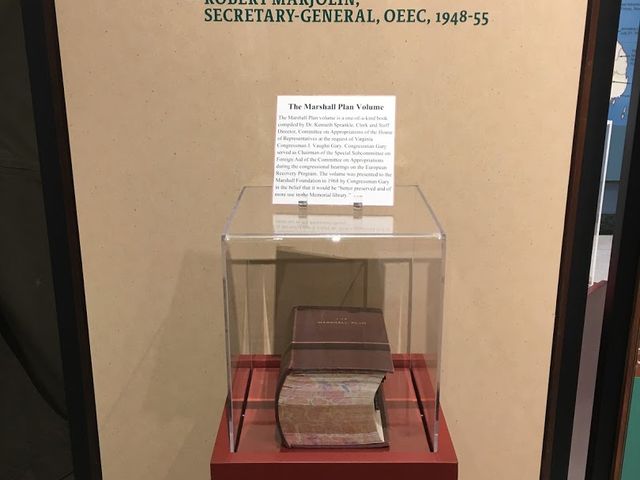 ROBERT MARJOLIN,
SECRETARY-GENERAL, OEEC, 1948-55
The Marshall Plan Volume
The Marshall Plan volume is a one-of-a-kind book
compiled by Dr. Kenneth Sprankle, Clerk and Staff
Director, Committee on Appropriations of the House
of Representatives at the request of Virginia
Congressman J. Vaughn Gary. Congressman Gary
served as Chairman of the Special Subcommittee on
Foreign Aid of the Committee on Appropriations
during the congressional hearings on the European
Recovery Program. The volume was presented to the
Marshall Foundation in 1964 by Congressman Gary
in the belief that it would be "better preserved and of
more use in the Memorial library."
THE
MARSHALL PLAN